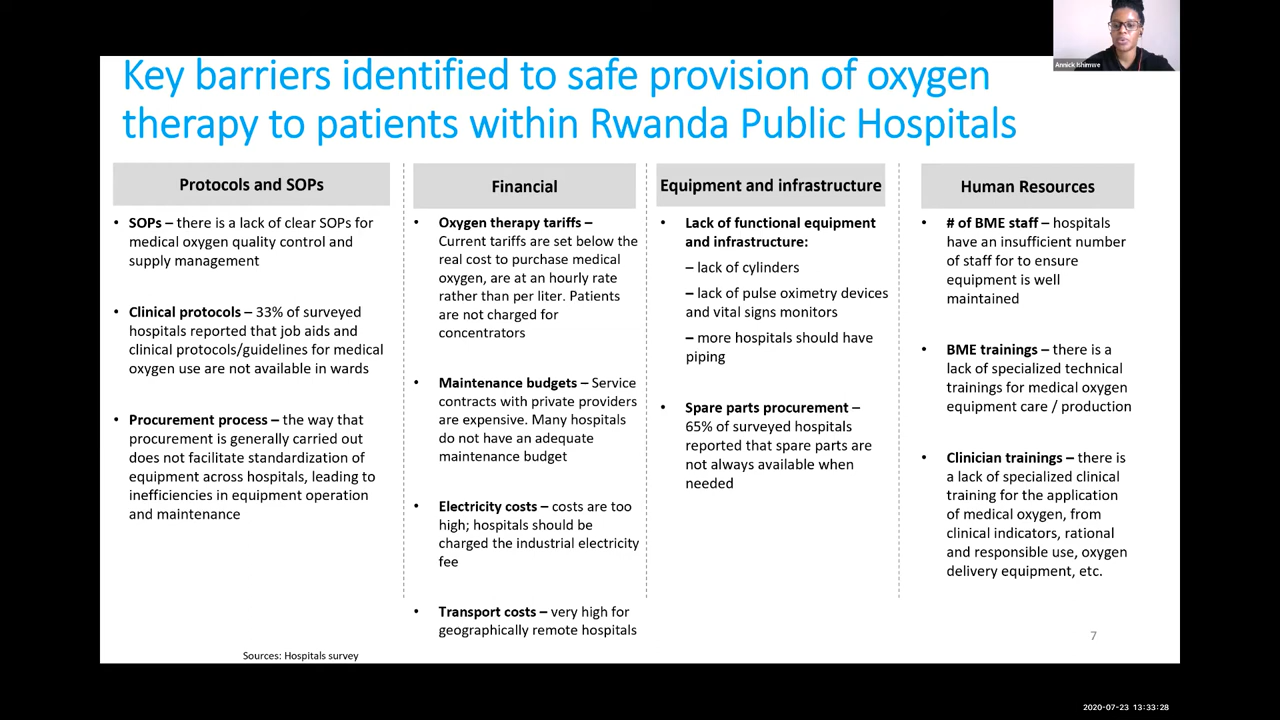 Key barriers identified to safe provision of oxygen
therapy to patients within Rwanda Public Hospitals
Annick Ishimwe
Protocols and SOPs
• SOPs – there is a lack of clear SOPs for
medical oxygen quality control and
supply management
• Clinical protocols – 33% of surveyed
hospitals reported that job aids and
clinical protocols/guidelines for medical
oxygen use are not available in wards
• Procurement process – the way that
procurement is generally carried out
does not facilitate standardization of
equipment across hospitals, leading to
inefficiencies in equipment operation
and maintenance
Financial
• Oxygen therapy tariffs –
Current tariffs are set below the
real cost to purchase medical
oxygen, are at an hourly rate
rather than per liter. Patients
are not charged for
concentrators
• Maintenance budgets – Service
contracts with private providers
are expensive. Many hospitals
do not have an adequate
maintenance budget
• Electricity costs – costs are too
high; hospitals should be
charged the industrial electricity
fee
• Transport costs – very high for
geographically remote hospitals
Equipment and infrastructure
• Lack of functional equipment
and infrastructure:
– lack of cylinders
– lack of pulse oximetry devices
and vital signs monitors
– more hospitals should have
piping
• Spare parts procurement –
65% of surveyed hospitals
reported that spare parts are
not always available when
needed
Human Resources
• # of BME staff – hospitals
have an insufficient number
of staff for to ensure
equipment is well
maintained
• BME trainings – there is a
lack of specialized technical
trainings for medical oxygen
equipment care / production
• Clinician trainings – there is
a lack of specialized clinical
training for the application
of medical oxygen, from
clinical indicators, rational
and responsible use, oxygen
delivery equipment, etc.
7
Sources: Hospitals survey
2020-07-23 13:33:28